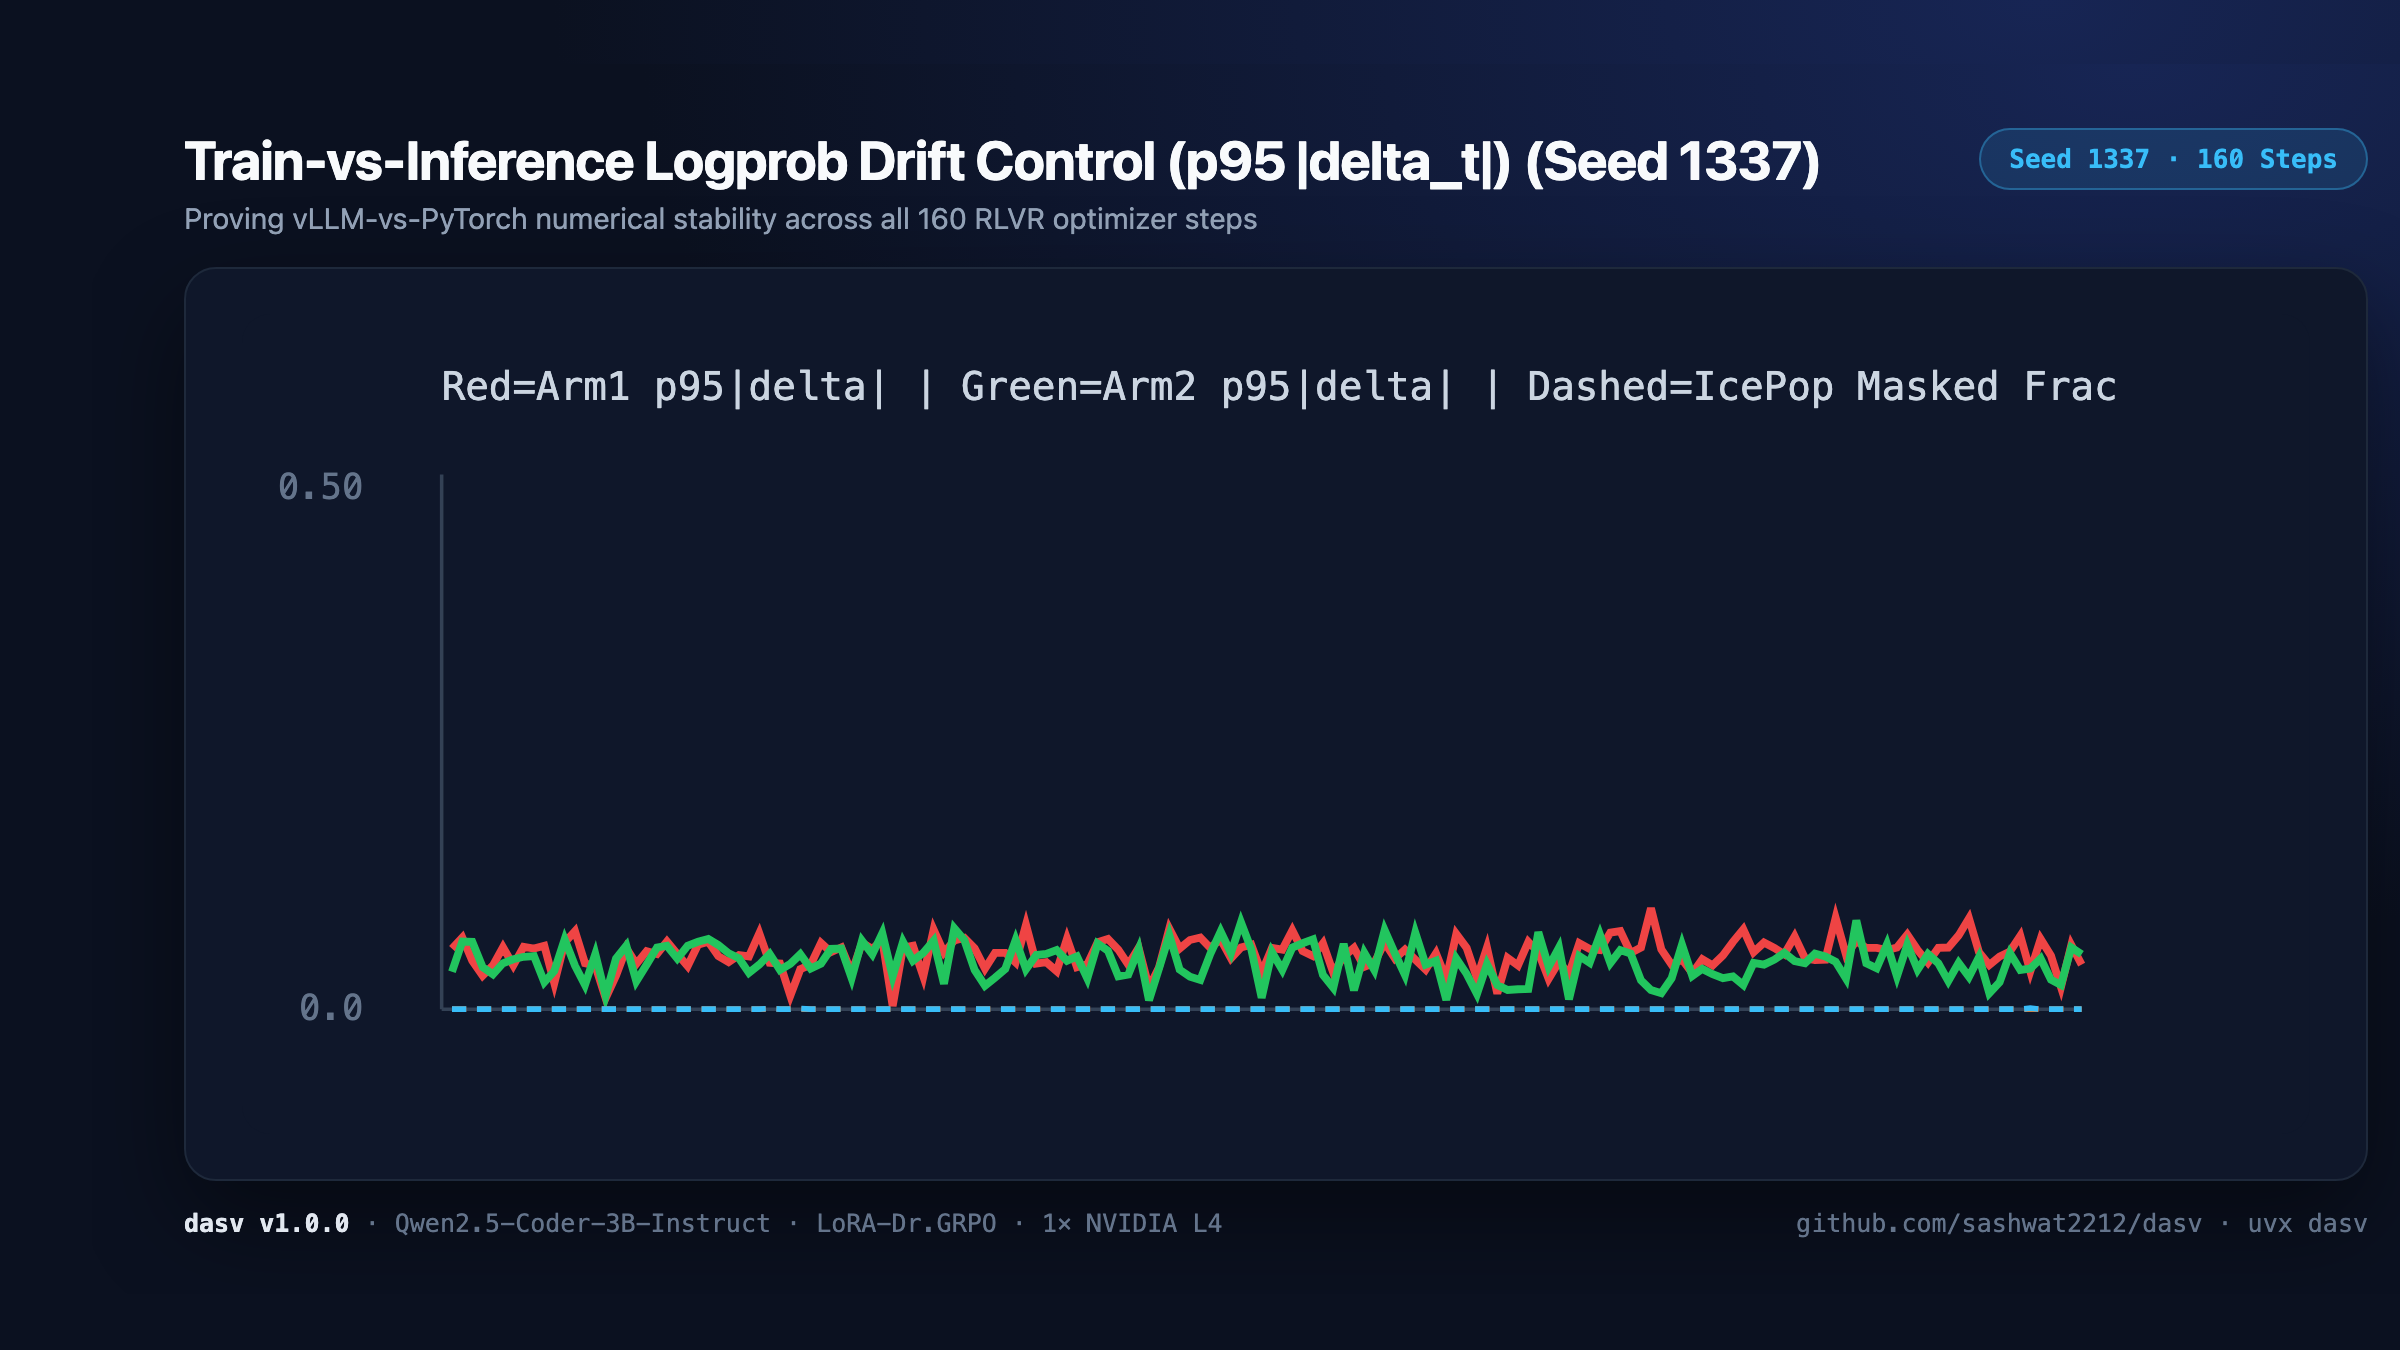 Train-vs-Inference Logprob Drift Control (p95 |delta_t|) (Seed 1337)
Seed 1337 · 160 Steps
Proving vLLM-vs-PyTorch numerical stability across all 160 RLVR optimizer steps
Red=Arm1 p95|delta| | Green=Arm2 p95|delta| | Dashed=IcePop Masked Frac
0.50
0.0
dasv v1.0.0 · Qwen2.5-Coder-3B-Instruct · LoRA-Dr.GRPO · 1× NVIDIA L4
github.com/sashwat2212/dasv · uvx dasv